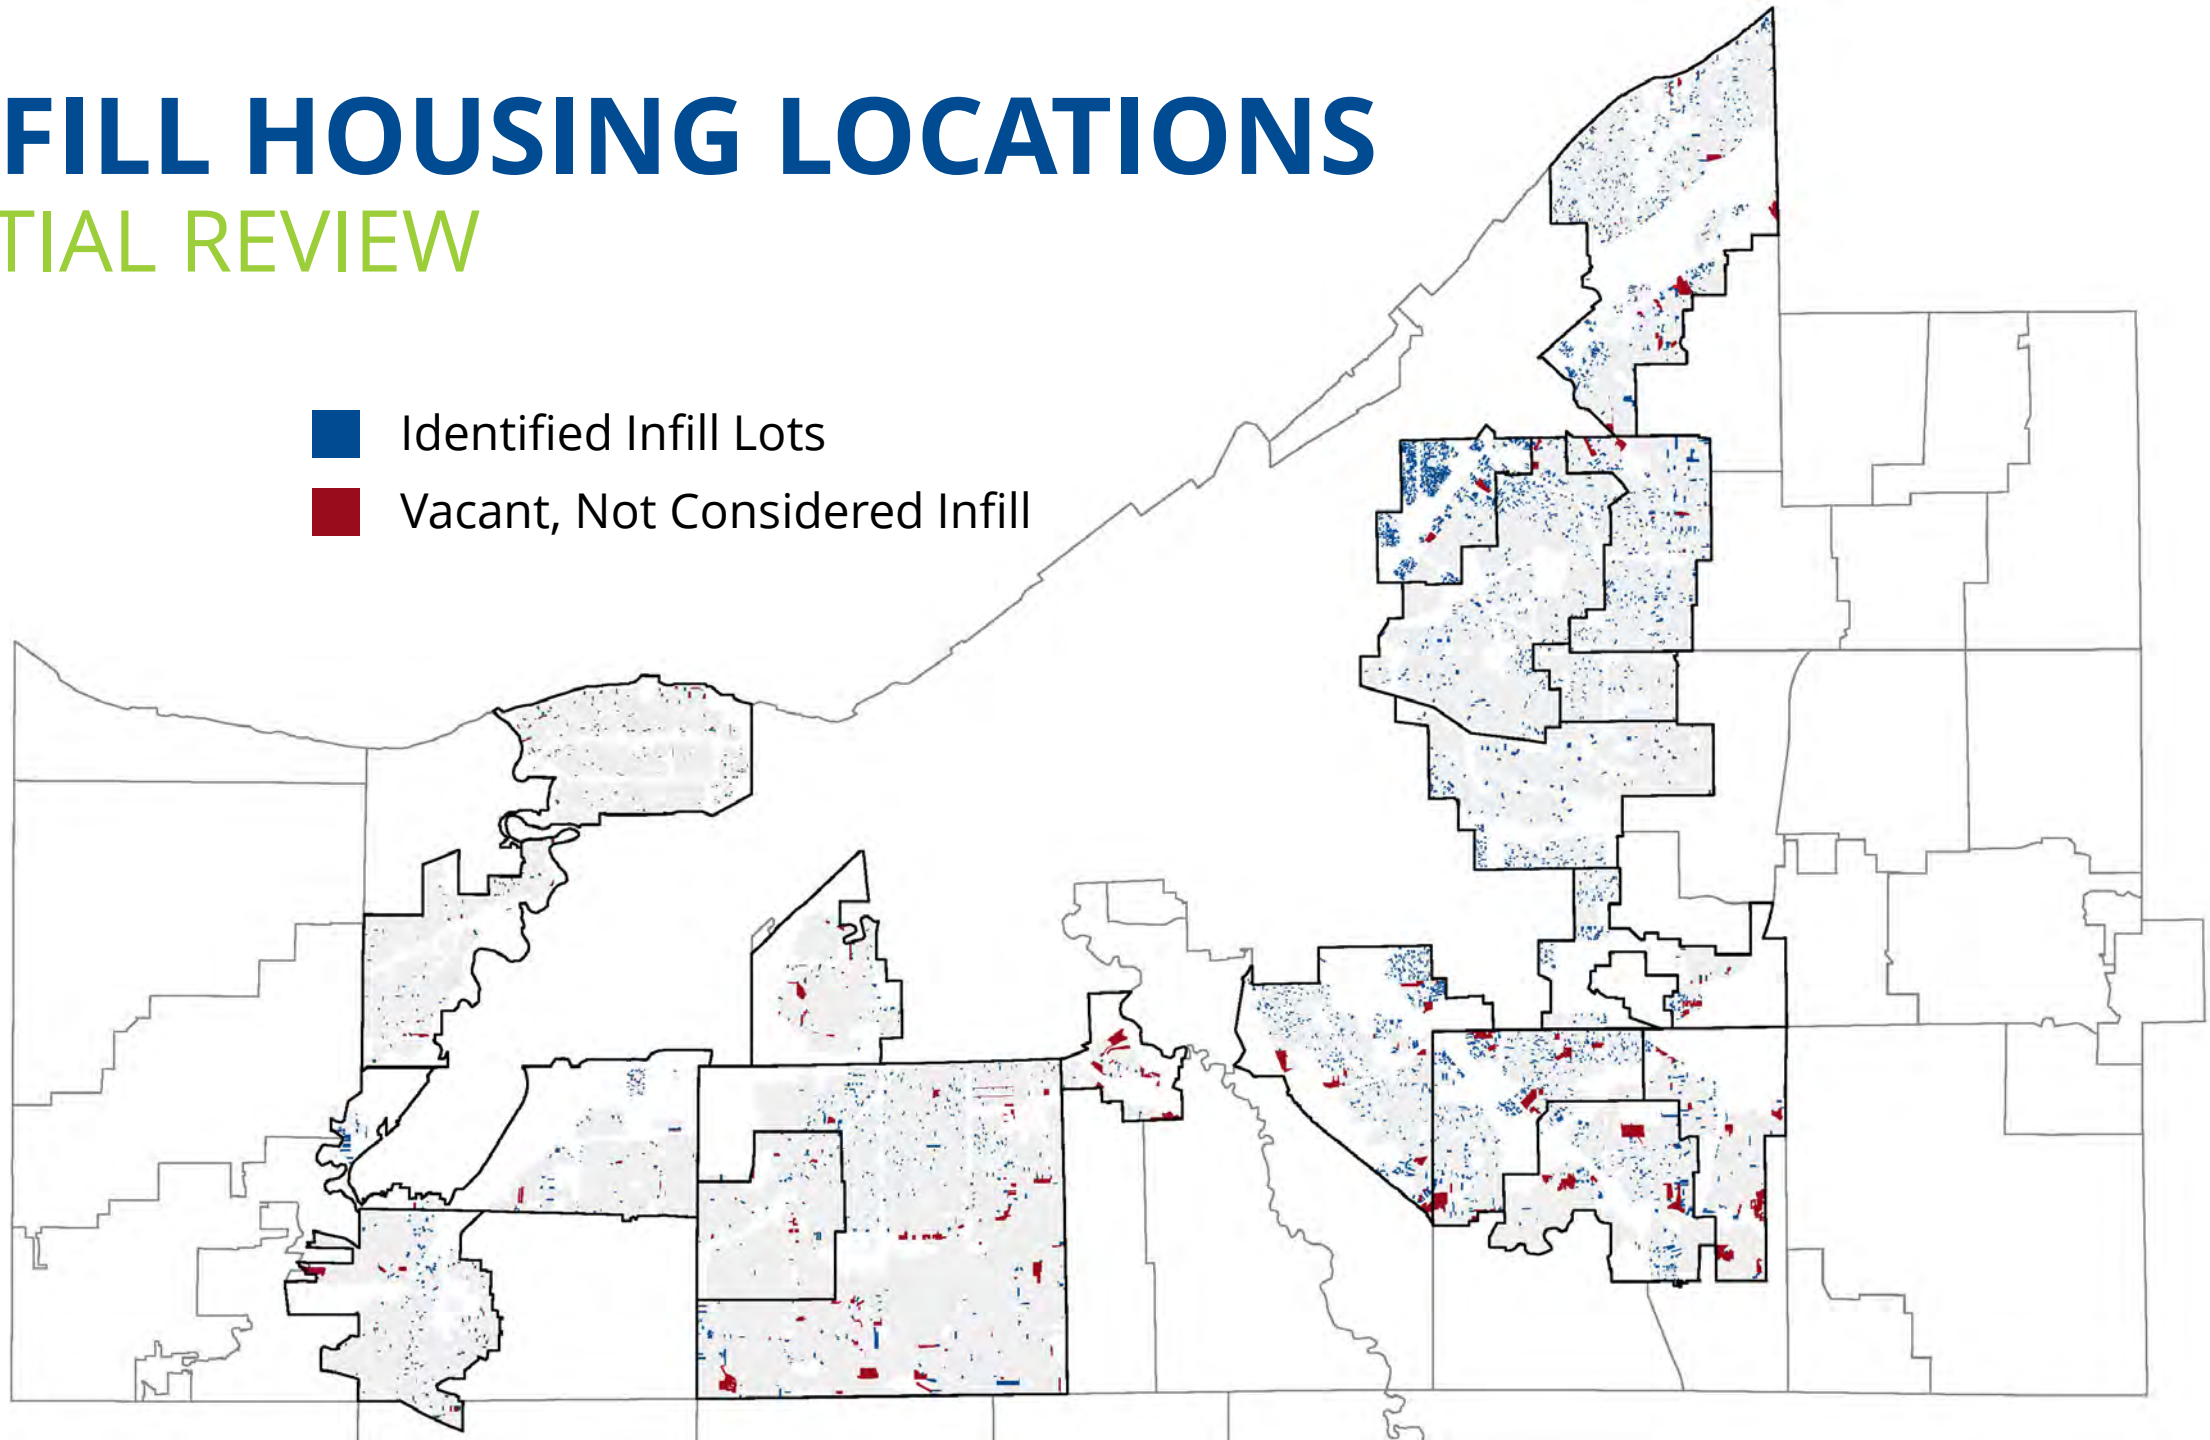 FILL HOUSING LOCATIONS
TIAL REVIEW
Identified Infill Lots
Vacant, Not Considered Infill